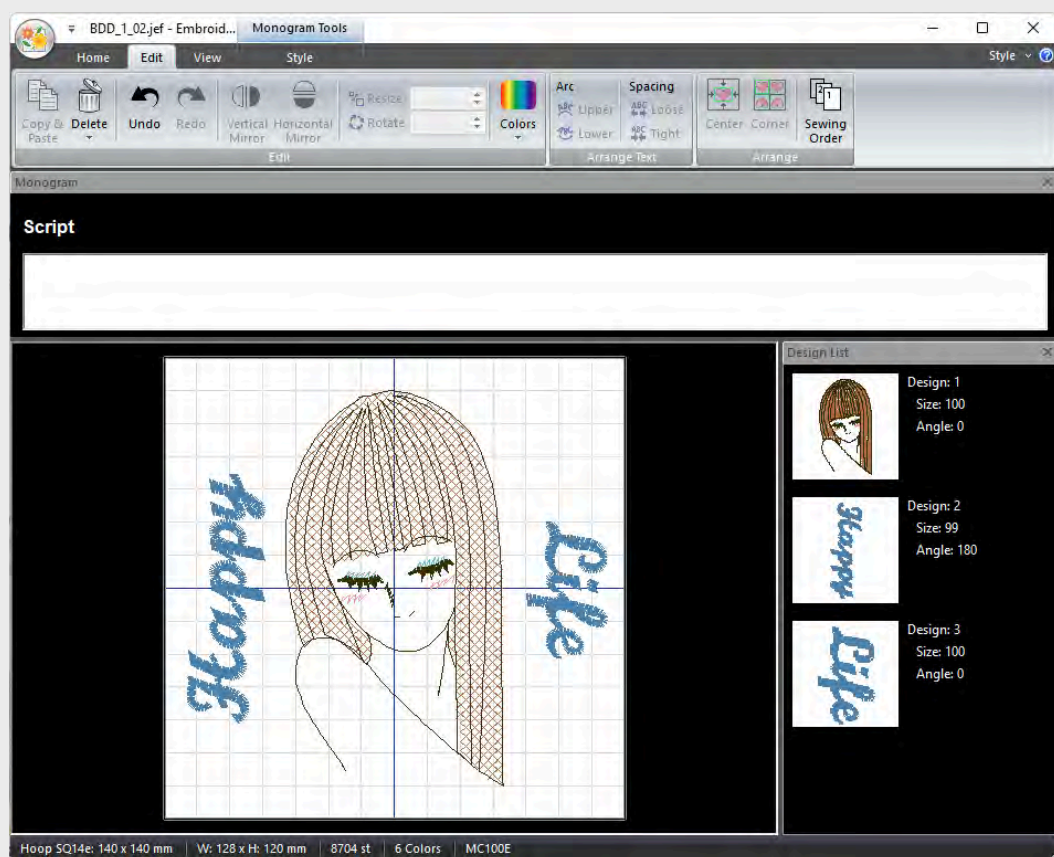 BDD_1_02.jef - Embroid... Monogram Tools
Home Edit View Style Style
Copy & Paste
Delete
Undo
Redo
Vertical Mirror
Horizontal Mirror
Resize
Rotate
Colors
Edit
Arc
Upper
Lower
Spacing
Loose
Tight
Arrange Text
Center
Corner
Sewing Order
Arrange
Monogram
Script
Happy
Life
Design List
Design: 1
Size: 100
Angle: 0
Happy
Design: 2
Size: 99
Angle: 180
Life
Design: 3
Size: 100
Angle: 0
Hoop SQ14e: 140 x 140 mm W: 128 x H: 120 mm 8704 st 6 Colors MC100E